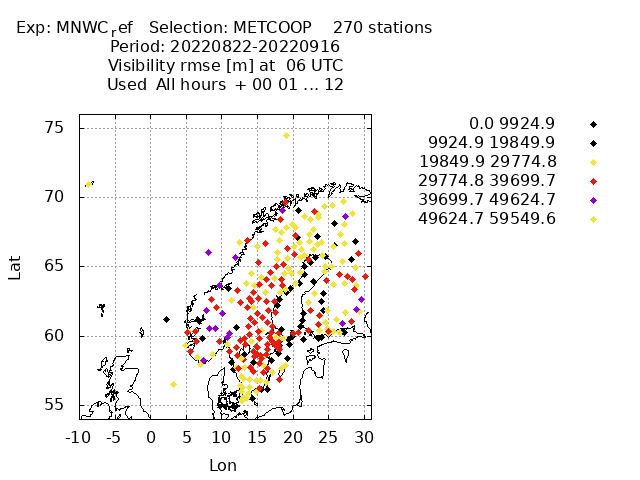 Exp: MNWCref   Selection: METCOOP    270 stations
Period: 20220822-20220916
Visibility rmse [m] at  06 UTC
Used  All hours  + 00 01 ... 12
0.0 9924.9
9924.9 19849.9
19849.9 29774.8
29774.8 39699.7
39699.7 49624.7
49624.7 59549.6
75
70
65
60
55
Lat
-10 -5 0 5 10 15 20 25 30
Lon